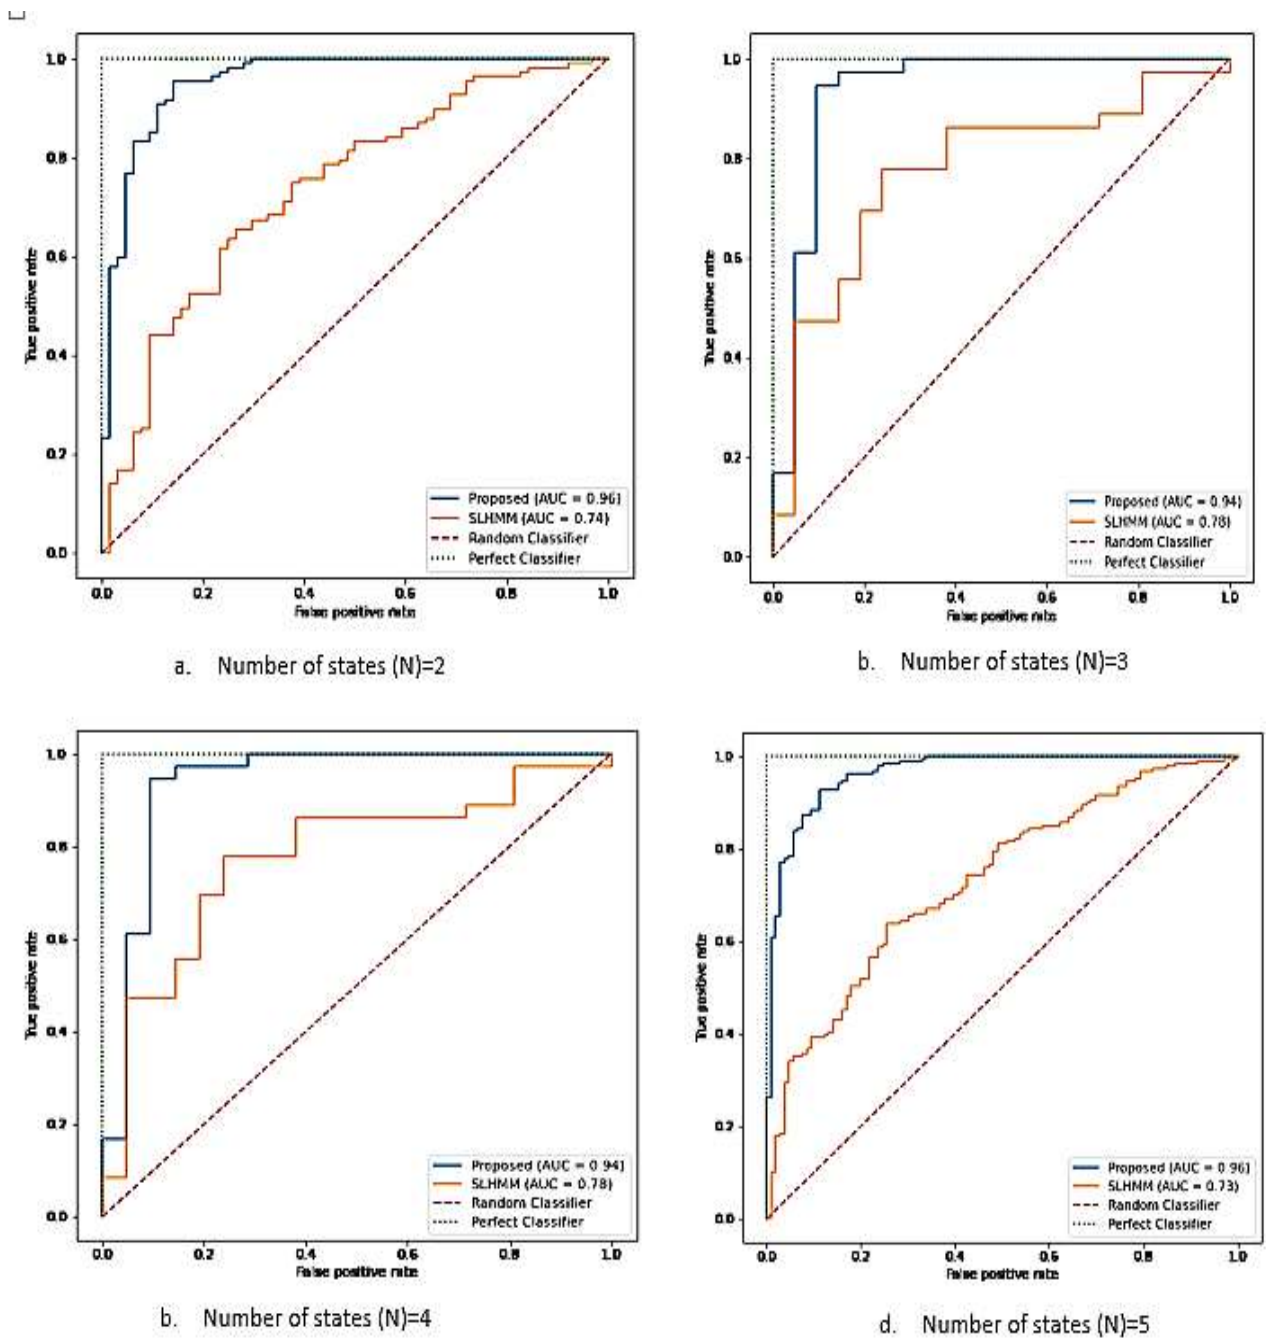 1.0
0.8
0.6
0.4
0.2
0.0
True positive rate
Proposed (AUC = 0.96)
SLHMM (AUC = 0.74)
Random Classifier
Perfect Classifier
0.0 0.2 0.4 0.6 0.8 1.0
False positive rate
a. Number of states (N)=2
1.0
0.8
0.6
0.4
0.2
0.0
True positive rate
Proposed (AUC = 0.94)
SLHMM (AUC = 0.78)
Random Classifier
Perfect Classifier
0.0 0.2 0.4 0.6 0.8 1.0
False positive rate
b. Number of states (N)=3
1.0
0.8
0.6
0.4
0.2
0.0
True positive rate
Proposed (AUC = 0.94)
SLHMM (AUC = 0.78)
Random Classifier
Perfect Classifier
0.0 0.2 0.4 0.6 0.8 1.0
False positive rate
b. Number of states (N)=4
1.0
0.8
0.6
0.4
0.2
0.0
True positive rate
Proposed (AUC = 0.96)
SLHMM (AUC = 0.73)
Random Classifier
Perfect Classifier
0.0 0.2 0.4 0.6 0.8 1.0
False positive rate
d. Number of states (N)=5